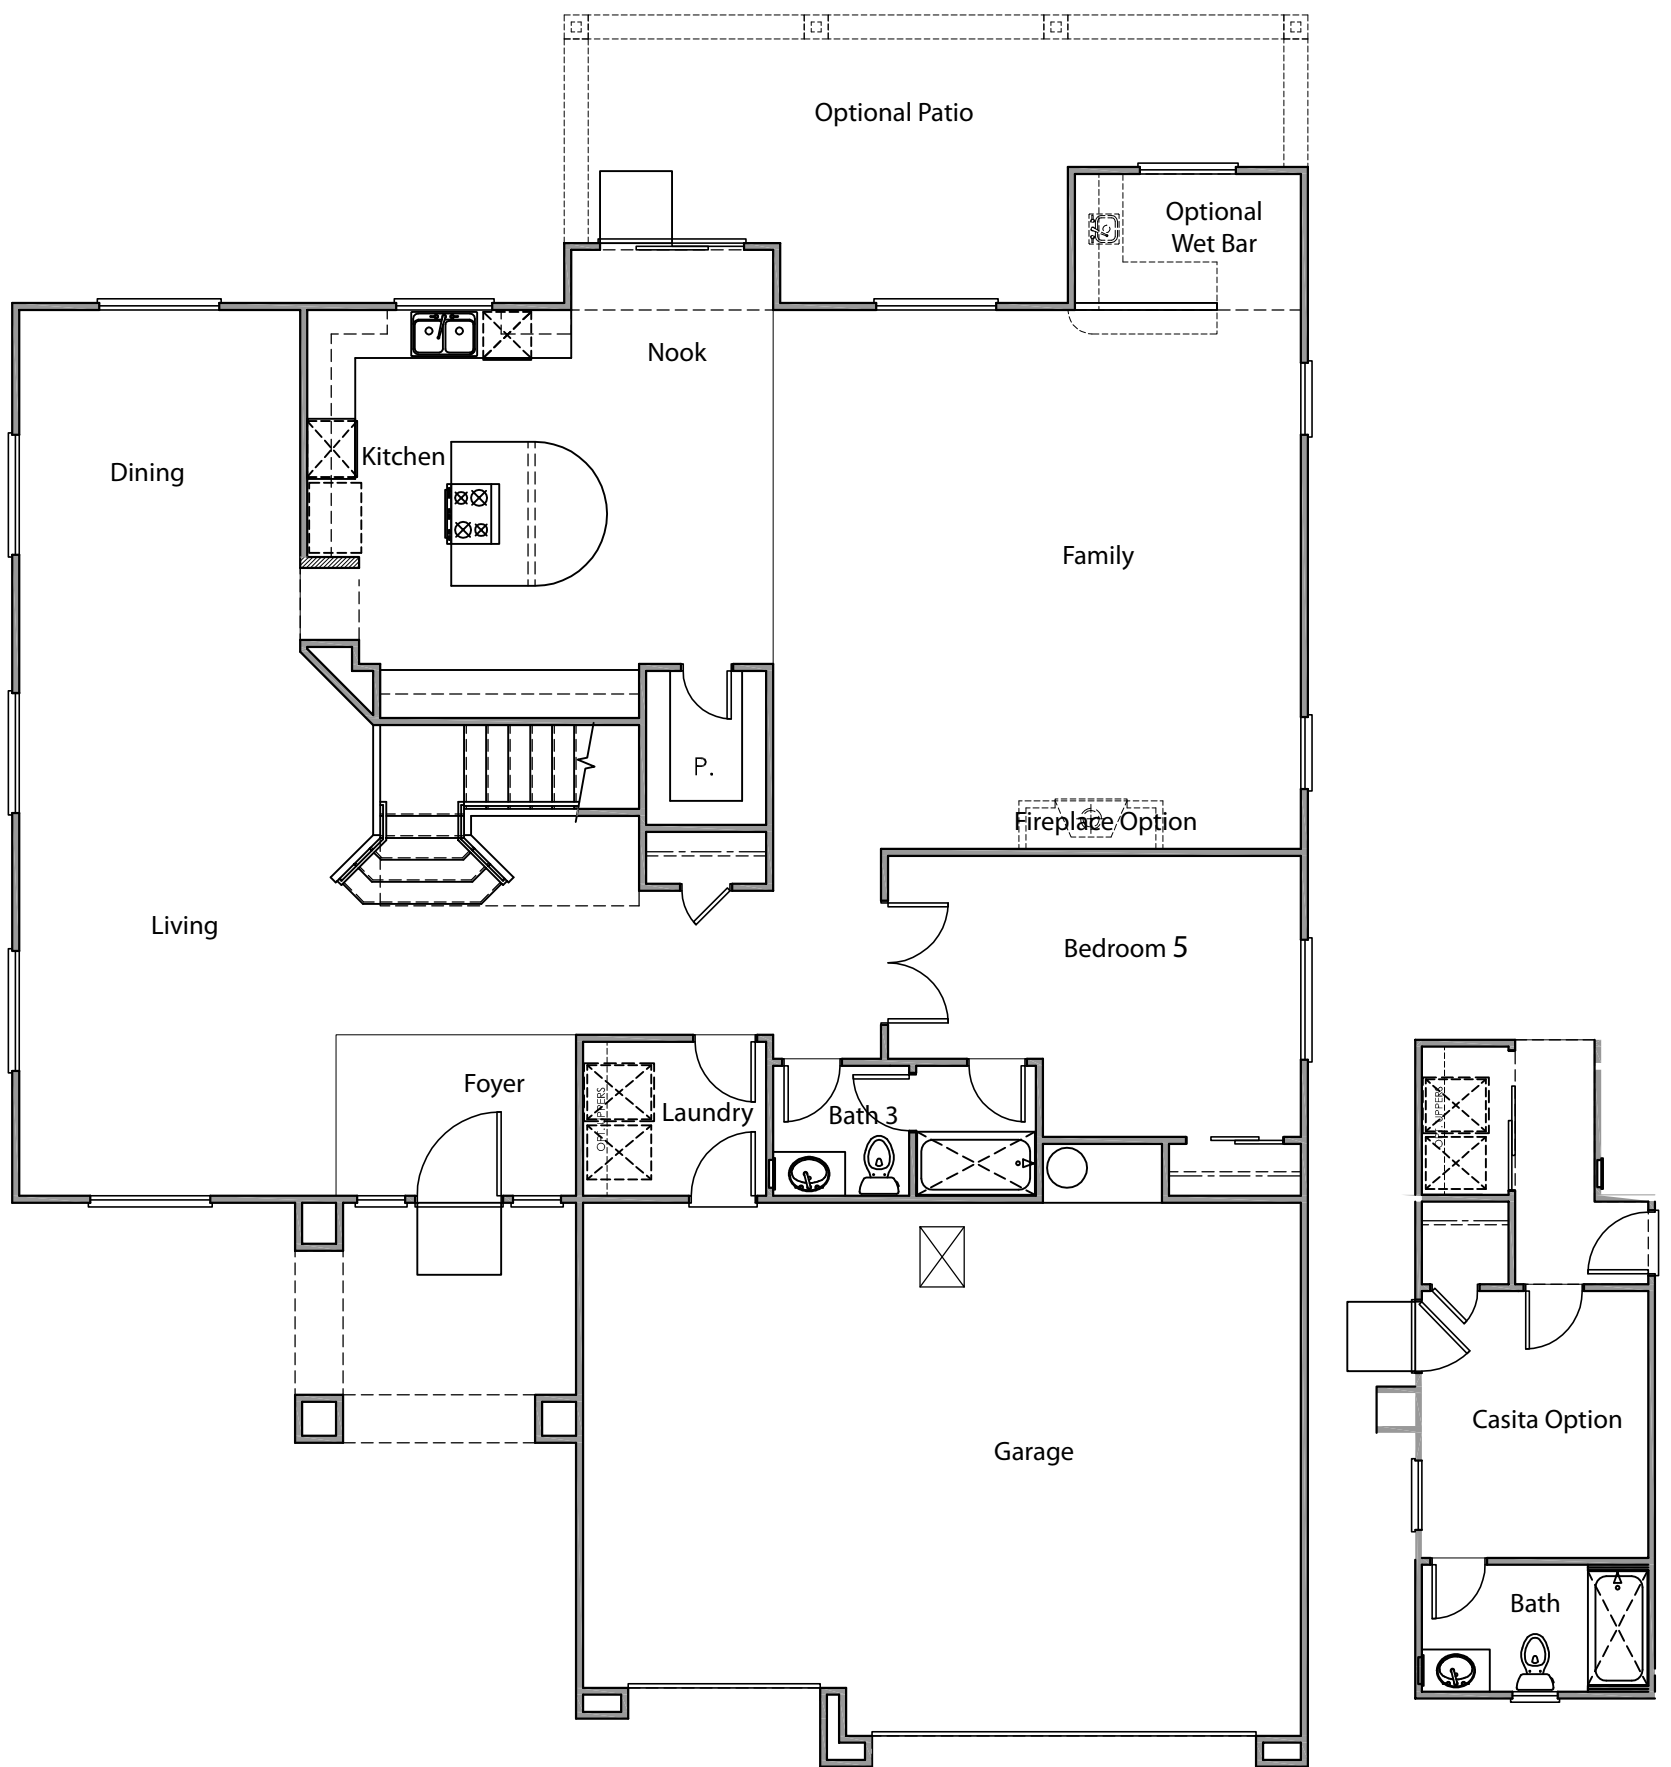 Optional Patio
Optional
Wet Bar
Nook
Kitchen
Dining
Family
P.
Fireplace Option
Living
Bedroom 5
Foyer
Laundry
Bath 3
Garage
Casita Option
Bath